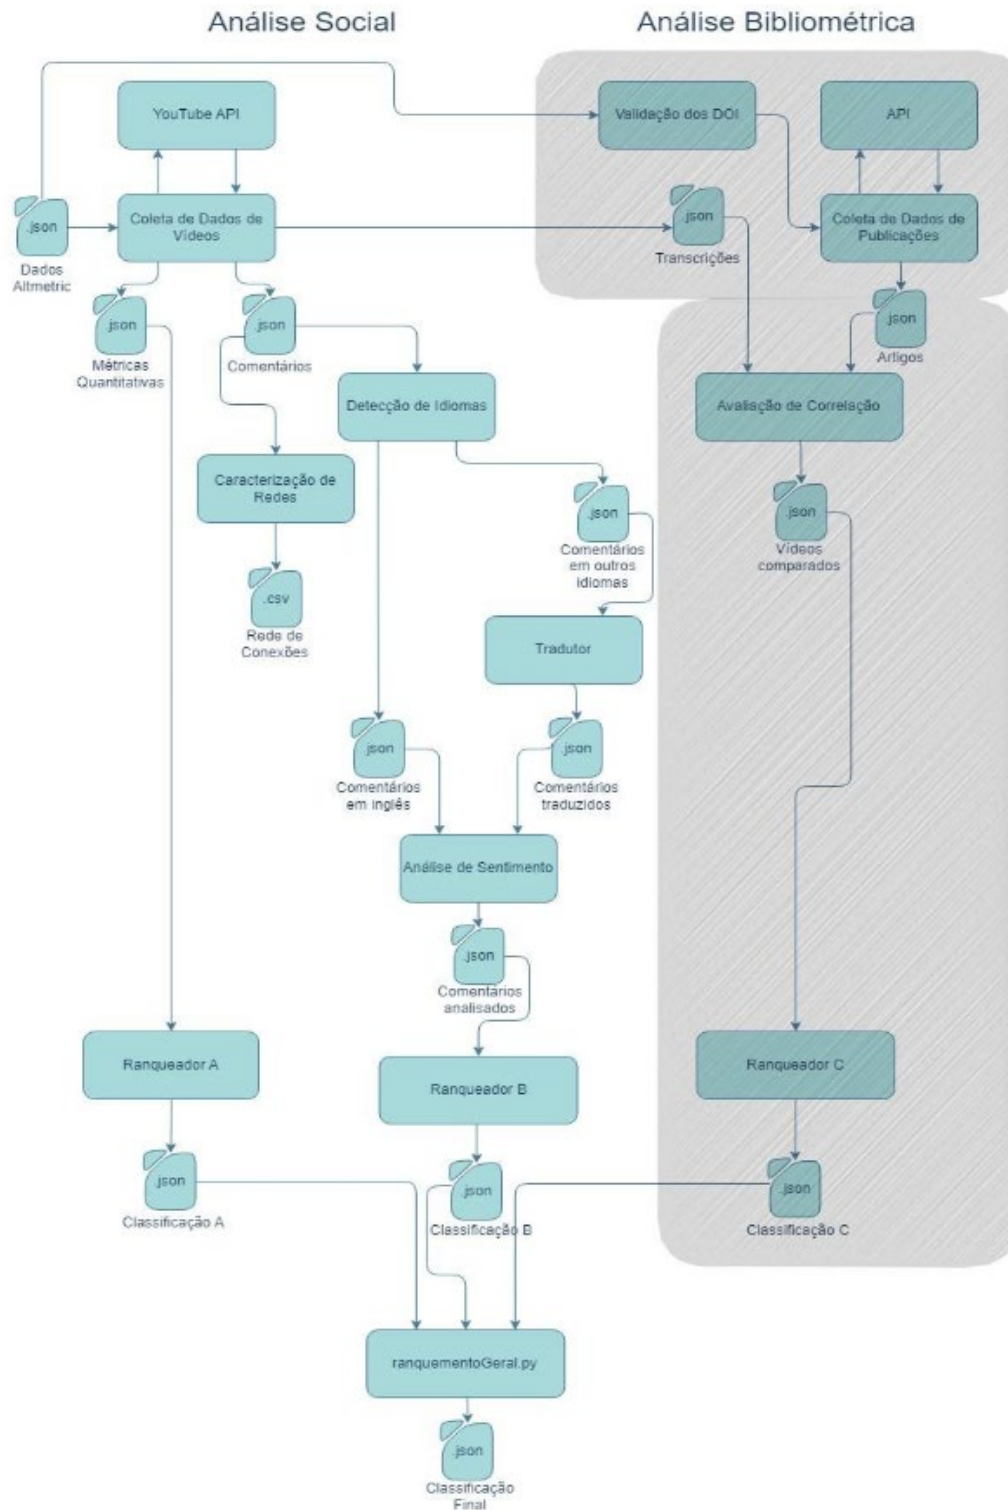 Análise Social
Análise Bibliométrica
YouTube API
Validação dos DOI
API
.json
Dados
Altmetric
Coleta de Dados de
Vídeos
.json
Transcrições
Coleta de Dados de
Publicações
.json
Métricas
Quantitativas
.json
Comentários
.json
Artigos
Detecção de Idiomas
Avaliação de Correlação
Caracterização de
Redes
.json
Comentários
em outros
idiomas
.json
Vídeos
comparados
.csv
Rede de
Conexões
Tradutor
.json
Comentários
em inglês
.json
Comentários
traduzidos
Análise de Sentimento
.json
Comentários
analisados
Ranqueador A
Ranqueador B
Ranqueador C
.json
Classificação A
.json
Classificação B
.json
Classificação C
ranquementoGeral.py
.json
Classificação
Final